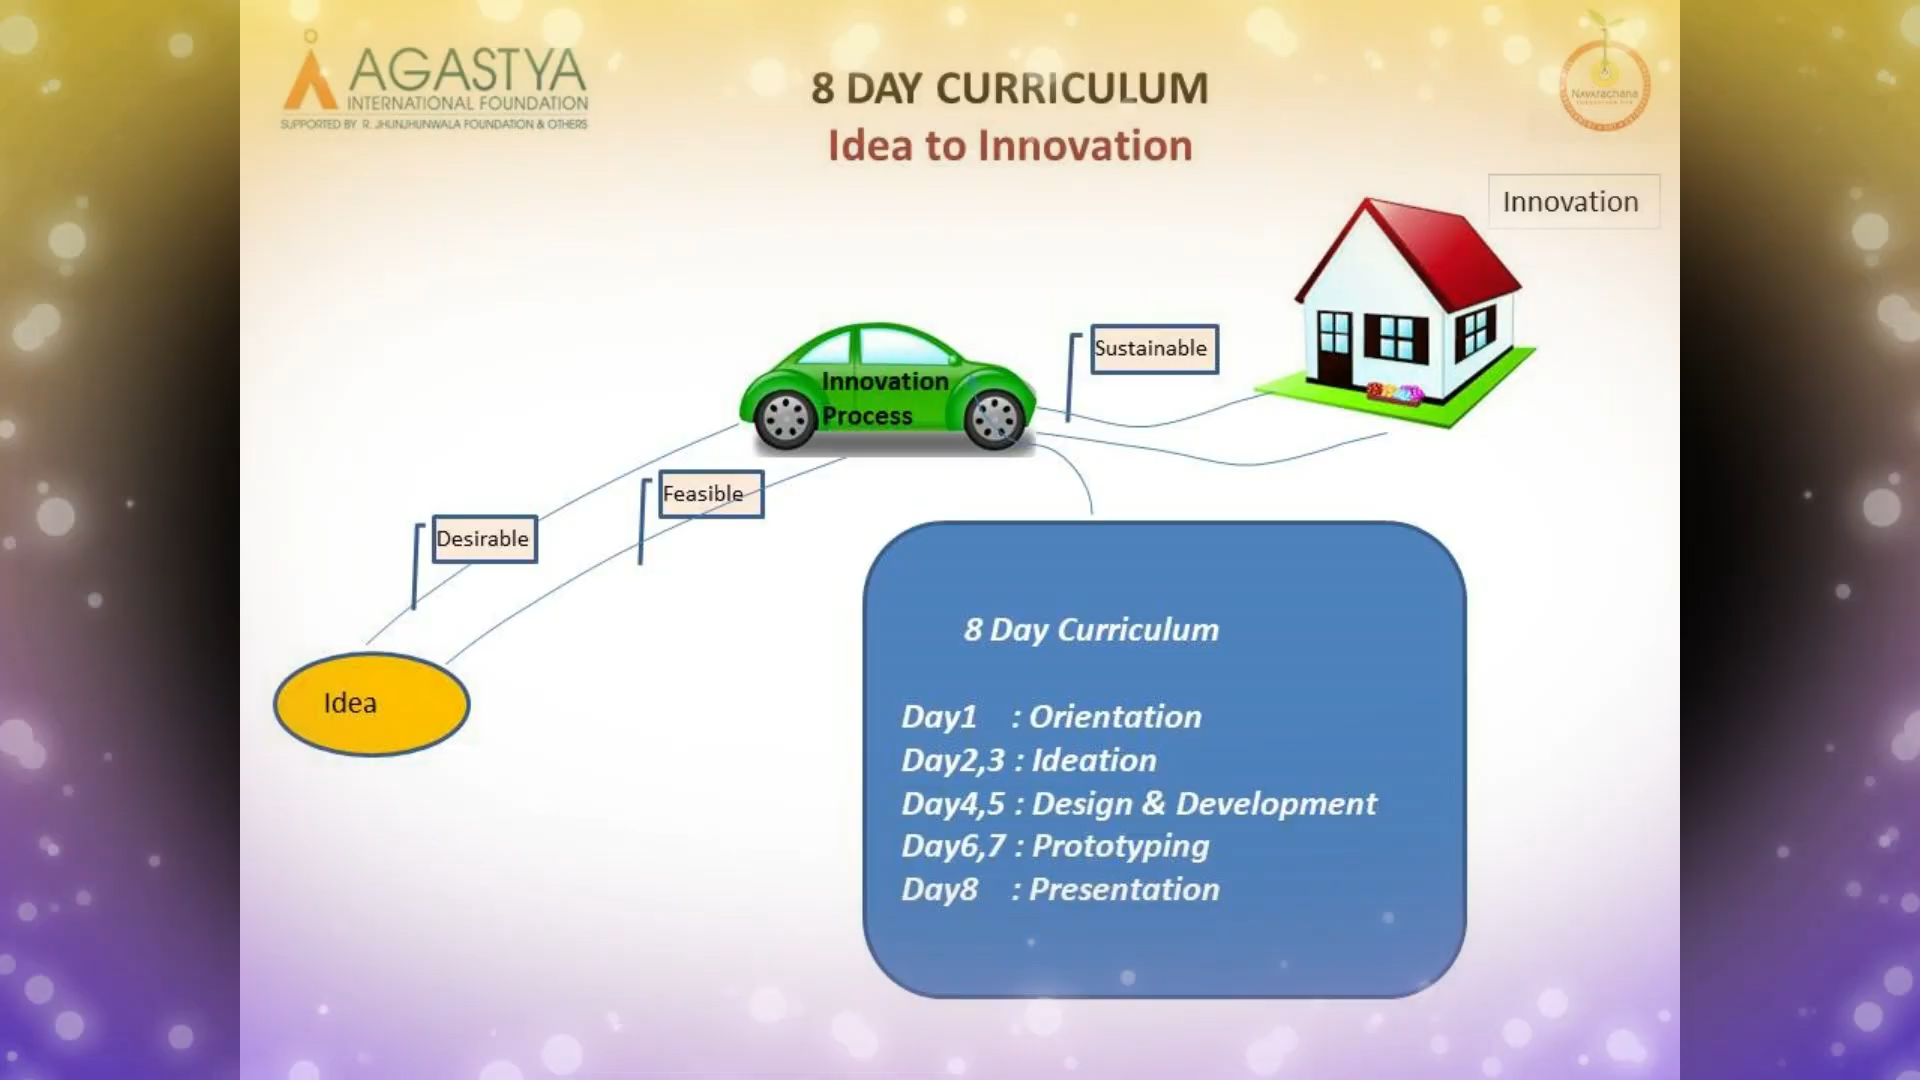 AGASTYA
INTERNATIONAL FOUNDATION
SUPPORTED BY R. JHUNJHUNWALA FOUNDATION & OTHERS
8 DAY CURRICULUM
Idea to Innovation
Navarachana
Innovation
Sustainable
Innovation
Process
Feasible
Desirable
Idea
8 Day Curriculum
Day1 : Orientation
Day2,3 : Ideation
Day4,5 : Design & Development
Day6,7 : Prototyping
Day8 : Presentation